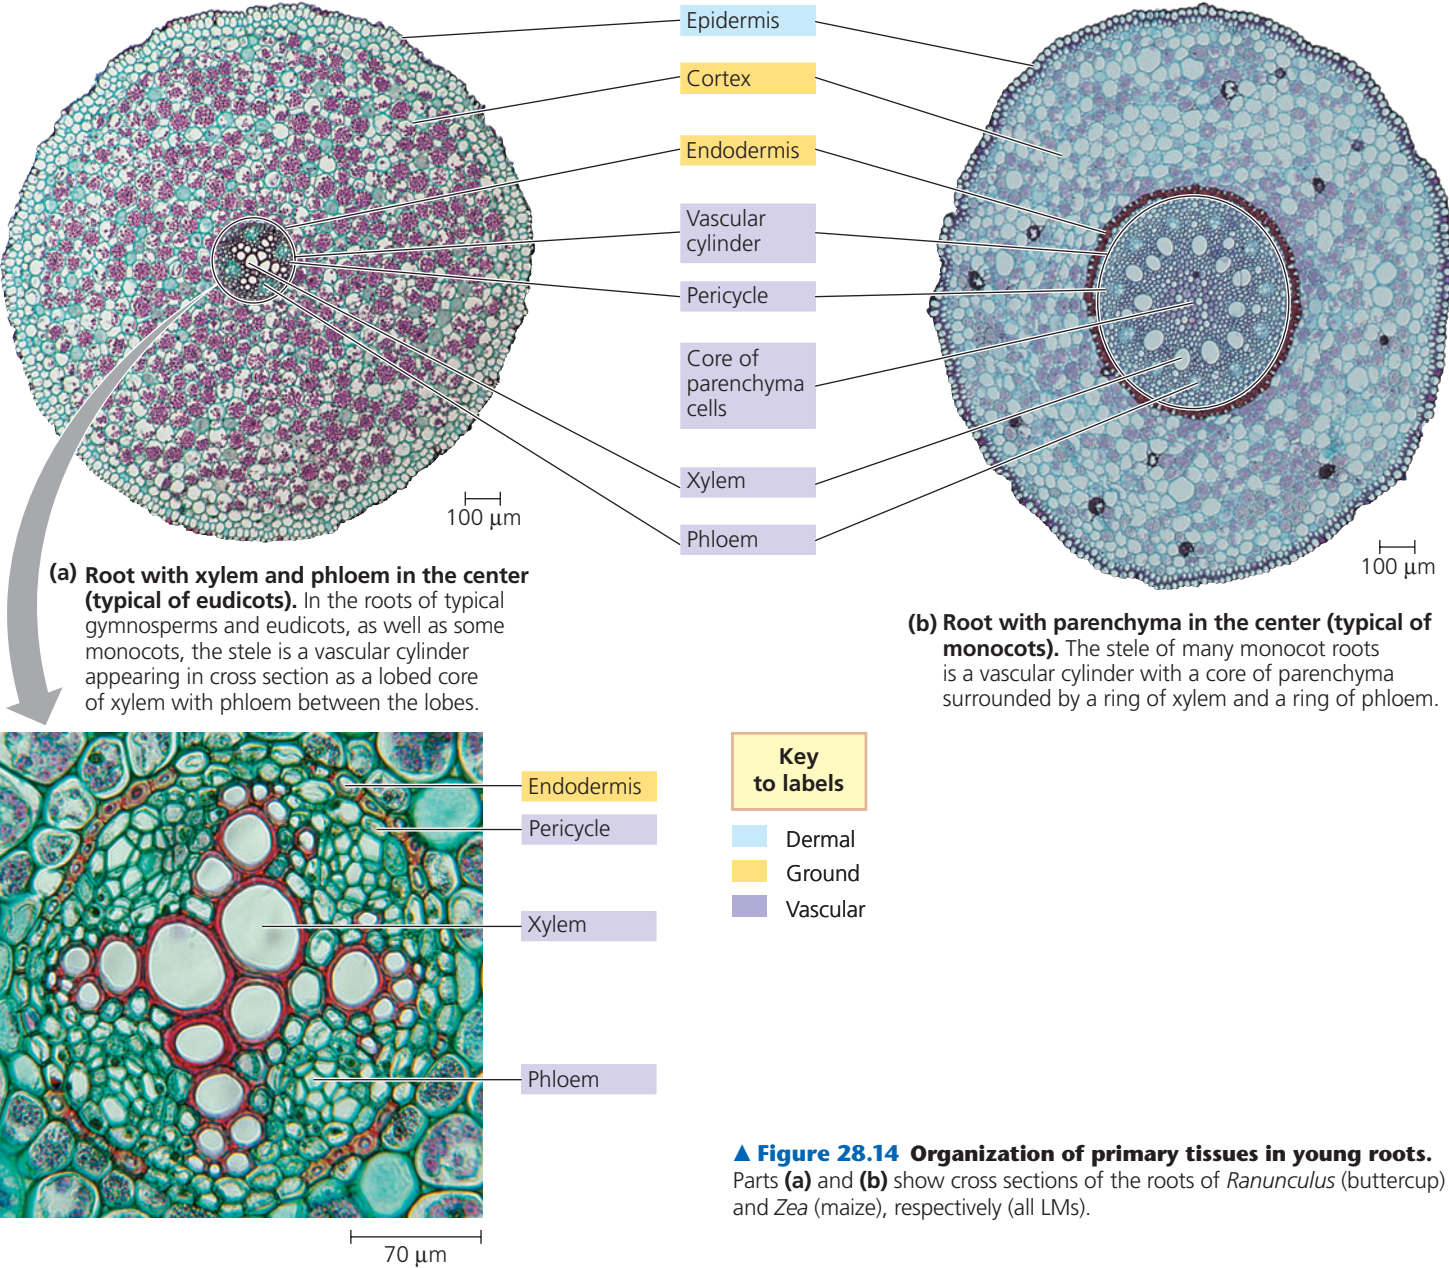 Epidermis
Cortex
Endodermis
Vascular
cylinder
Pericycle
Core of
parenchyma
cells
Xylem
Phloem
100 μm
100 μm
(a) Root with xylem and phloem in the center
(typical of eudicots). In the roots of typical
gymnosperms and eudicots, as well as some
monocots, the stele is a vascular cylinder
appearing in cross section as a lobed core
of xylem with phloem between the lobes.
(b) Root with parenchyma in the center (typical of
monocots). The stele of many monocot roots
is a vascular cylinder with a core of parenchyma
surrounded by a ring of xylem and a ring of phloem.
Endodermis
Pericycle
Xylem
Phloem
70 μm
Key
to labels
Dermal
Ground
Vascular
▲ Figure 28.14 Organization of primary tissues in young roots.
Parts (a) and (b) show cross sections of the roots of Ranunculus (buttercup)
and Zea (maize), respectively (all LMs).